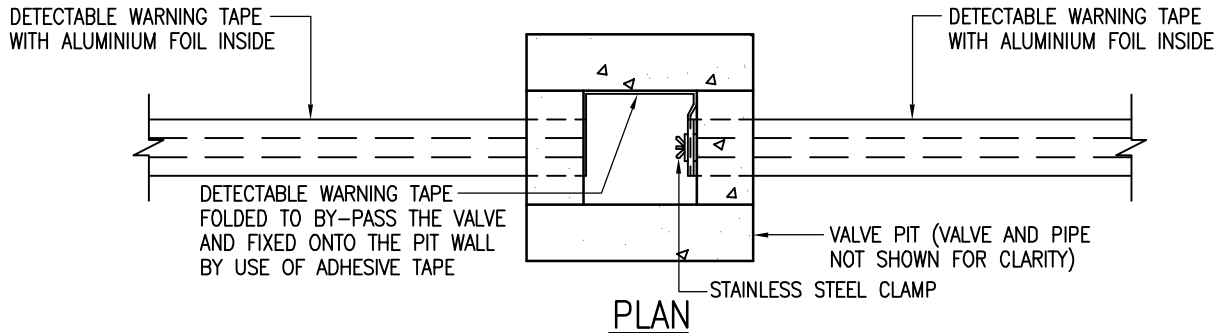 DETECTABLE WARNING TAPE
WITH ALUMINIUM FOIL INSIDE
DETECTABLE WARNING TAPE
WITH ALUMINIUM FOIL INSIDE
DETECTABLE WARNING TAPE
FOLDED TO BY-PASS THE VALVE
AND FIXED ONTO THE PIT WALL
BY USE OF ADHESIVE TAPE
VALVE PIT (VALVE AND PIPE
NOT SHOWN FOR CLARITY)
STAINLESS STEEL CLAMP
PLAN